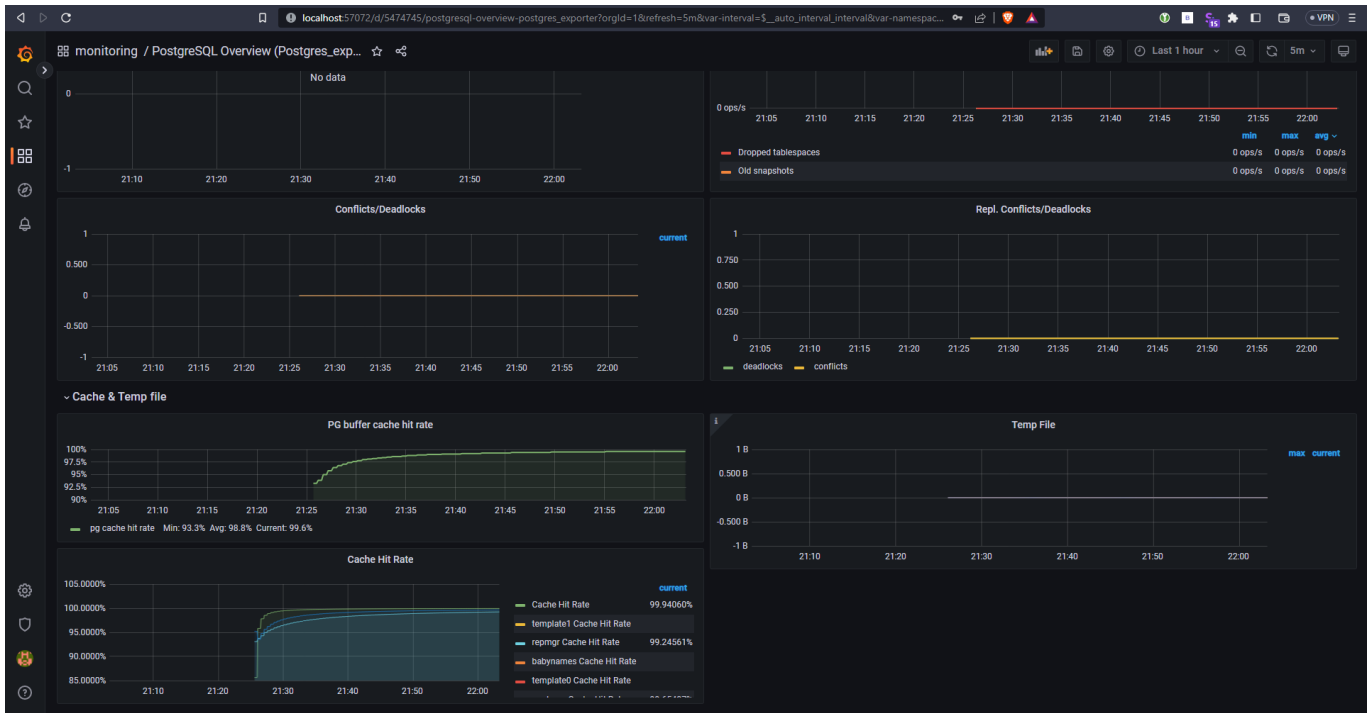 localhost:57072/d/5474745/postgresql-overview-postgres_exporter?orgId=1&refresh=5m&var-interval=$__auto_interval_interval&var-namespac...
15
VPN
monitoring / PostgreSQL Overview (Postgres_exp...
Last 1 hour
5m
No data
0
-1
21:10 21:20 21:30 21:40 21:50 22:00
0 ops/s
21:05 21:10 21:15 21:20 21:25 21:30 21:35 21:40 21:45 21:50 21:55 22:00
min max avg
Dropped tablespaces 0 ops/s 0 ops/s 0 ops/s
Old snapshots 0 ops/s 0 ops/s 0 ops/s
Conflicts/Deadlocks
1
0.500
0
-0.500
-1
21:05 21:10 21:15 21:20 21:25 21:30 21:35 21:40 21:45 21:50 21:55 22:00
current
Repl. Conflicts/Deadlocks
1
0.750
0.500
0.250
0
21:05 21:10 21:15 21:20 21:25 21:30 21:35 21:40 21:45 21:50 21:55 22:00
deadlocks conflicts
Cache & Temp file
PG buffer cache hit rate
100%
97.5%
95%
92.5%
90%
21:05 21:10 21:15 21:20 21:25 21:30 21:35 21:40 21:45 21:50 21:55 22:00
pg cache hit rate Min: 93.3% Avg: 98.8% Current: 99.6%
Temp File
1 B
0.500 B
0 B
-0.500 B
-1 B
21:10 21:20 21:30 21:40 21:50 22:00
max current
Cache Hit Rate
105.0000%
100.0000%
95.0000%
90.0000%
85.0000%
21:10 21:20 21:30 21:40 21:50 22:00
current
Cache Hit Rate 99.94060%
template1 Cache Hit Rate
repmgr Cache Hit Rate 99.24561%
babynames Cache Hit Rate
template0 Cache Hit Rate